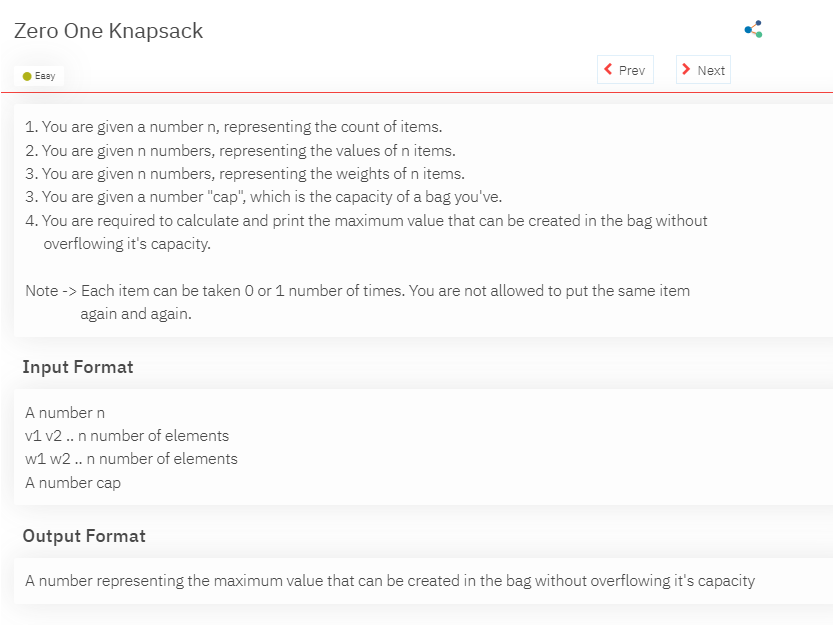 Zero One Knapsack
Easy
Prev
Next
1. You are given a number n, representing the count of items.
2. You are given n numbers, representing the values of n items.
3. You are given n numbers, representing the weights of n items.
3. You are given a number "cap", which is the capacity of a bag you've.
4. You are required to calculate and print the maximum value that can be created in the bag without
overflowing it's capacity.
Note -> Each item can be taken 0 or 1 number of times. You are not allowed to put the same item
again and again.
Input Format
A number n
v1 v2 .. n number of elements
w1 w2 .. n number of elements
A number cap
Output Format
A number representing the maximum value that can be created in the bag without overflowing it's capacity